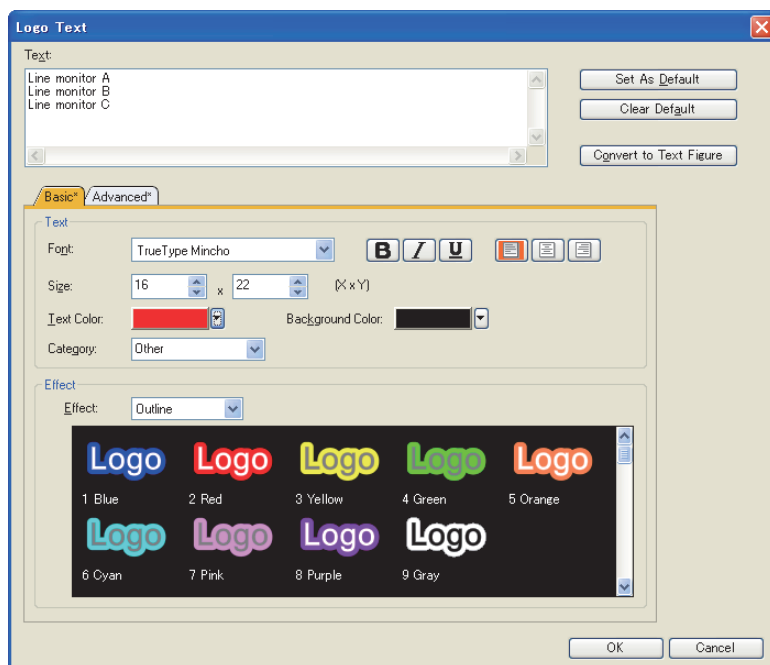 Logo Text
Text:
Line monitor A
Line monitor B
Line monitor C
Set As Default
Clear Default
Convert to Text Figure
Basic* Advanced*
Text
Font: TrueType Mincho B I U
Size: 16 x 22 (X x Y)
Text Color: Background Color:
Category: Other
Effect
Effect: Outline
Logo Logo Logo Logo Logo
1 Blue 2 Red 3 Yellow 4 Green 5 Orange
Logo Logo Logo Logo
6 Cyan 7 Pink 8 Purple 9 Gray
OK Cancel